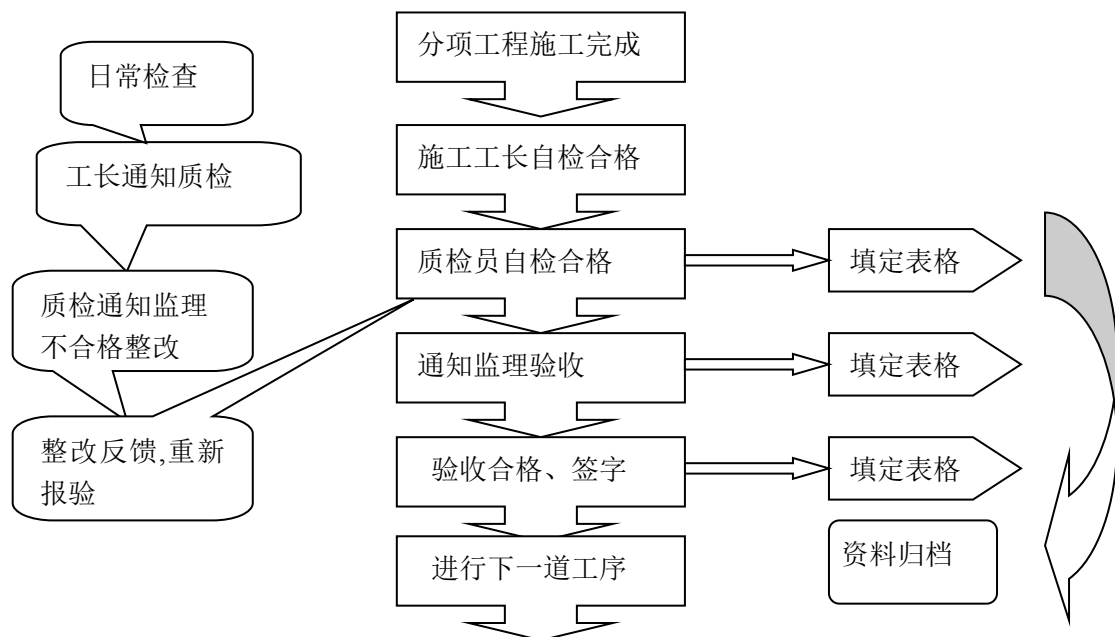 分项工程施工完成
日常检查
施工工长自检合格
工长通知质检
质检员自检合格
填定表格
质检通知监理
不合格整改
通知监理验收
填定表格
整改反馈,重新
报验
验收合格、签字
填定表格
资料归档
进行下一道工序